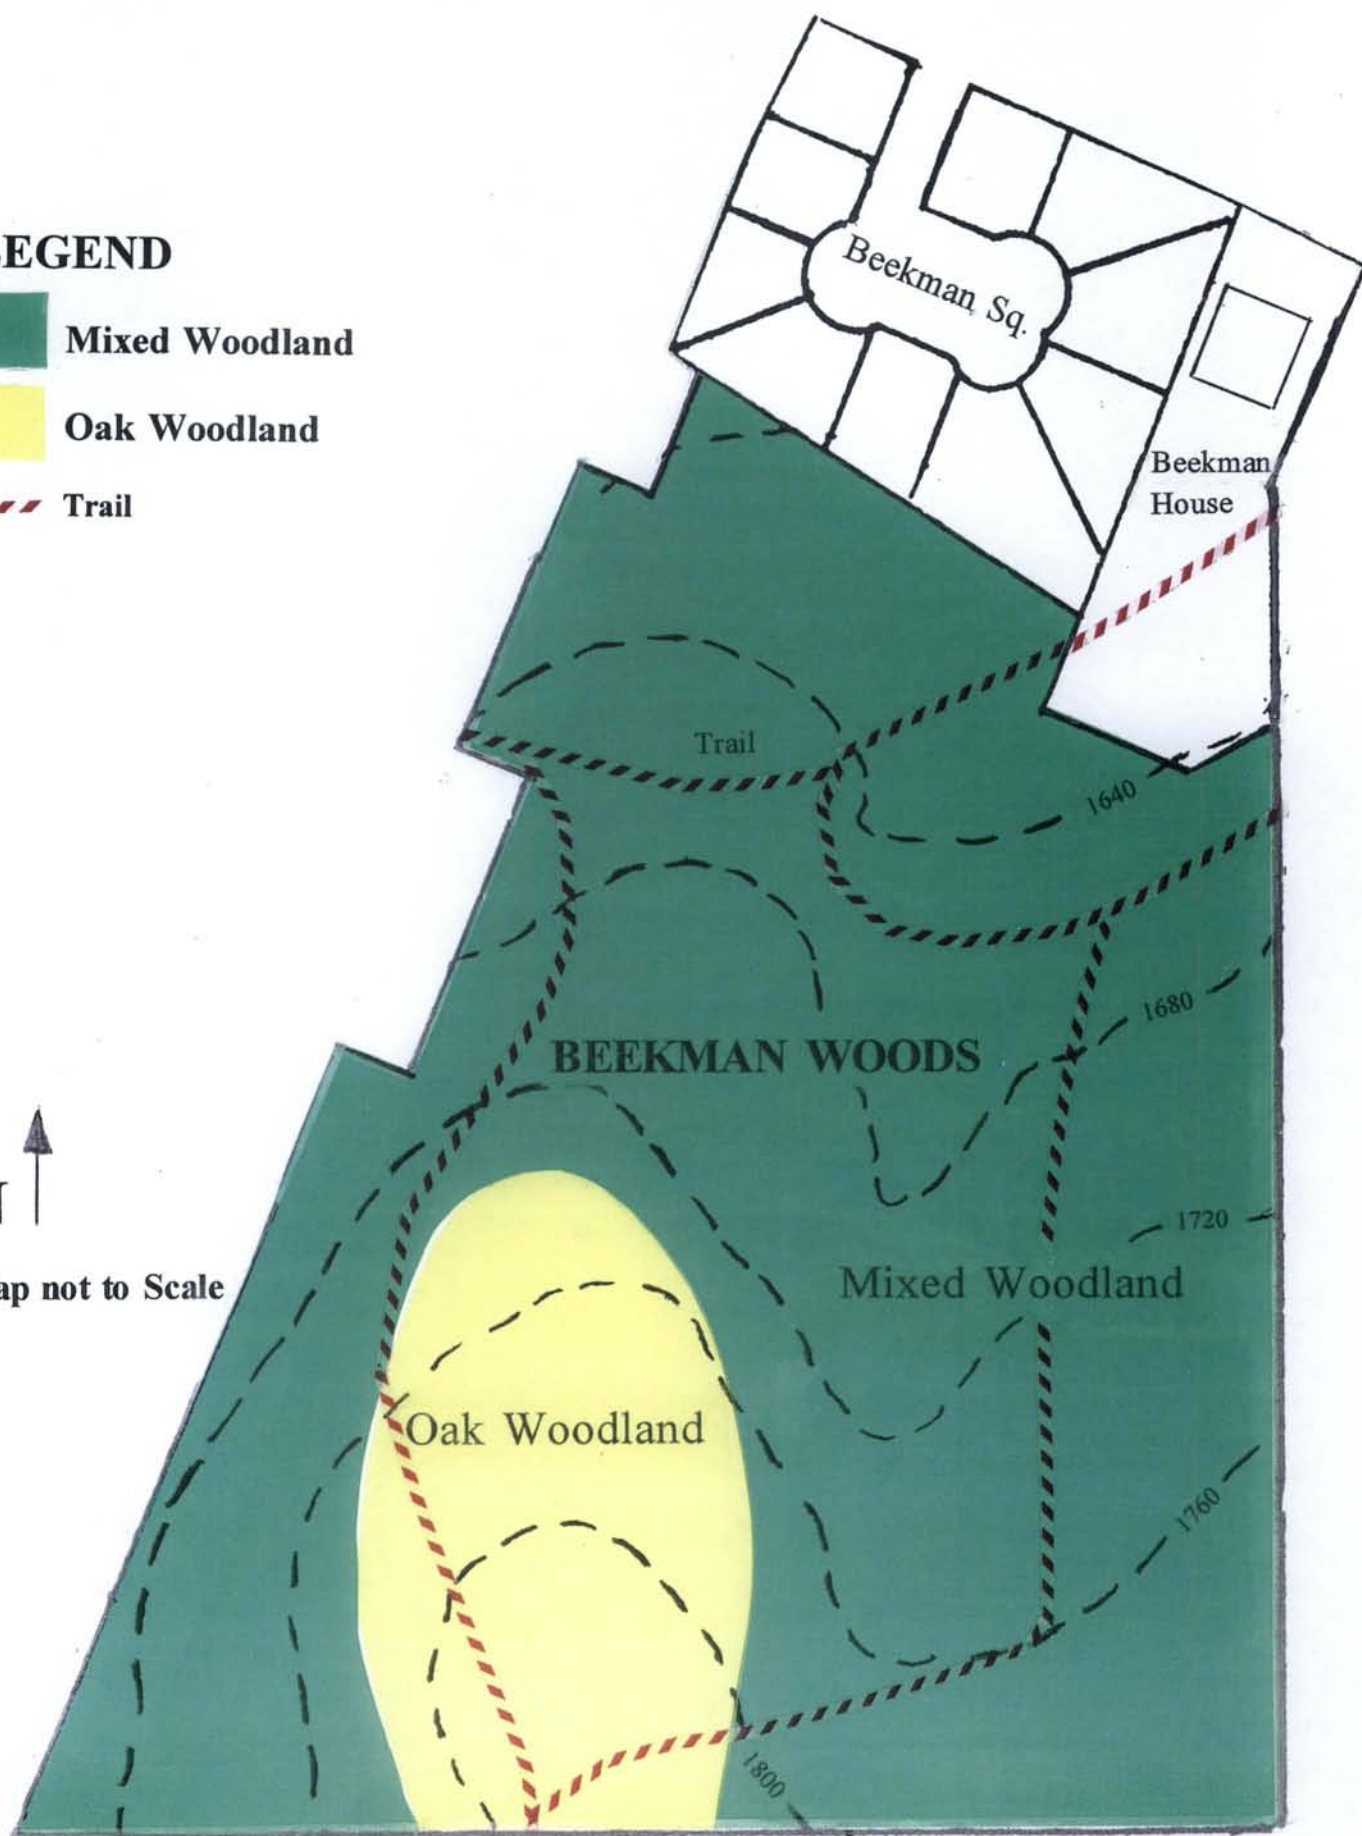 EGEND
Mixed Woodland
Oak Woodland
Trail
Beekman Sq.
Beekman
House
Trail
1640
BEEKMAN WOODS
1680
1720
Mixed Woodland
ap not to Scale
Oak Woodland
1760
1800